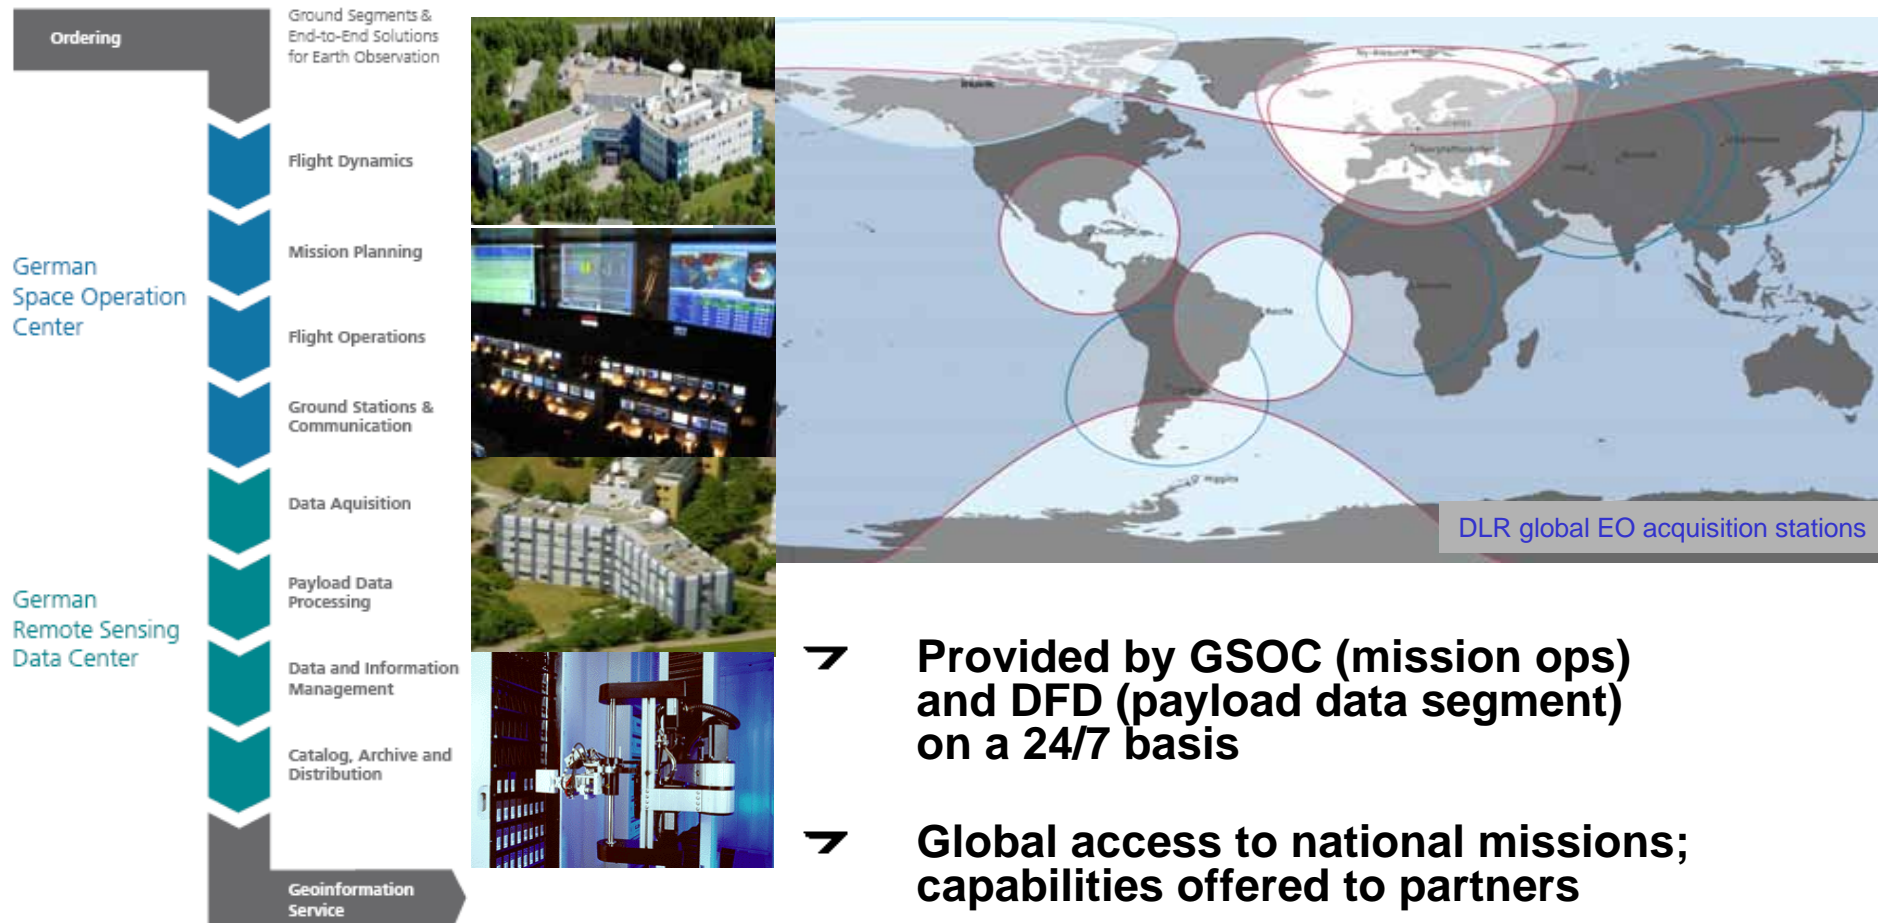 Ordering
Ground Segments &
End-to-End Solutions
for Earth Observation
Flight Dynamics
Mission Planning
German
Space Operation
Center
Flight Operations
Ground Stations &
Communication
Data Aquisition
Payload Data
Processing
German
Remote Sensing
Data Center
Data and Information
Management
Catalog, Archive and
Distribution
Geoinformation
Service
Inuvik
Recife
O' Higgins
DLR global EO acquisition stations
Provided by GSOC (mission ops)
and DFD (payload data segment)
on a 24/7 basis
Global access to national missions;
capabilities offered to partners